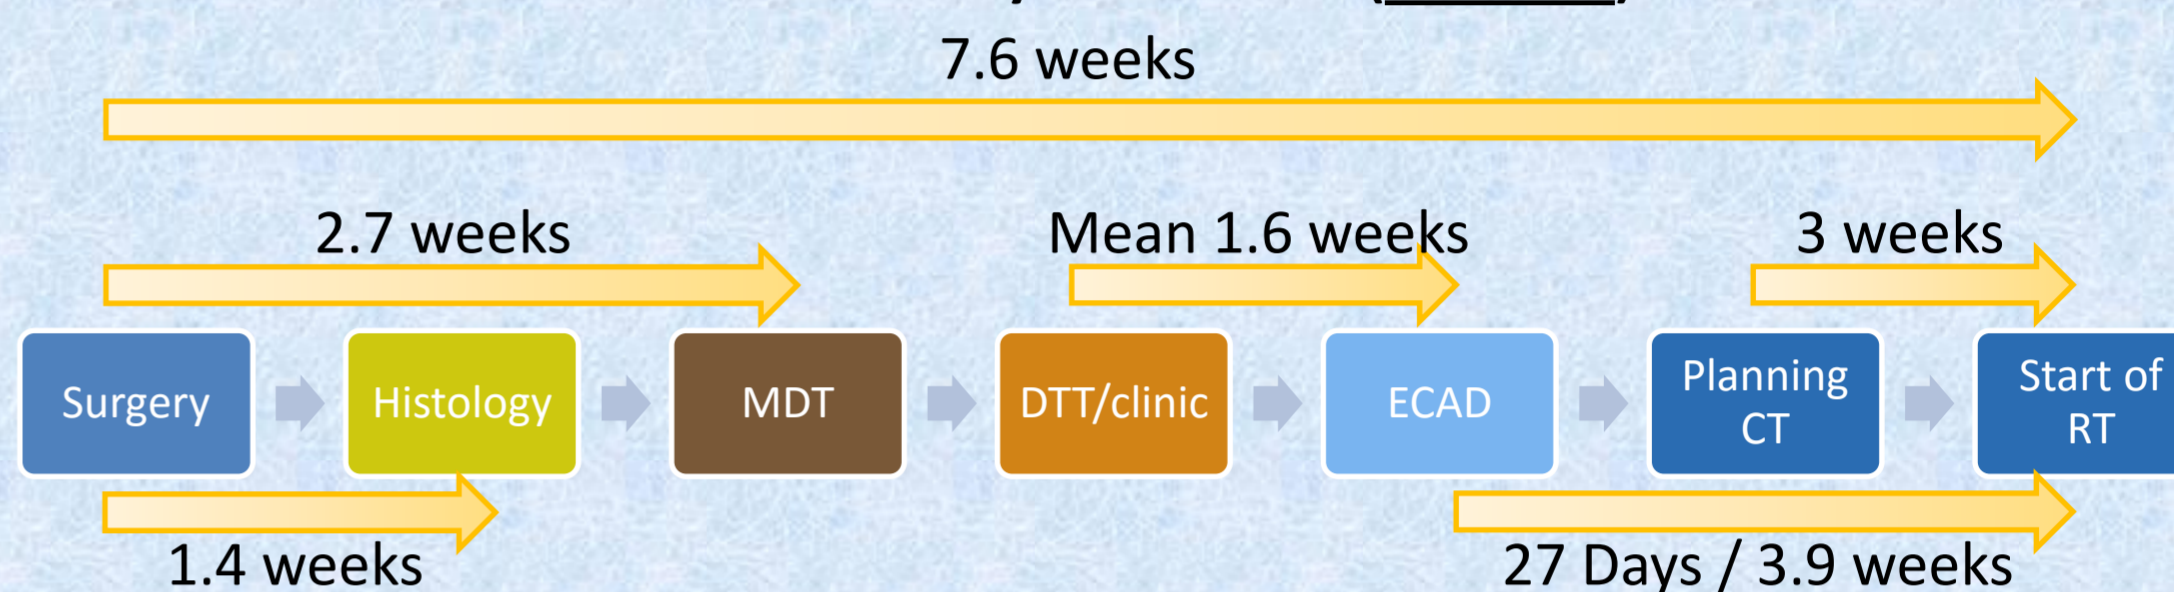 7.6 weeks
2.7 weeks
Mean 1.6 weeks
3 weeks
Surgery
Histology
MDT
DTT/clinic
ECAD
Planning
CT
Start of
RT
1.4 weeks
27 Days / 3.9 weeks